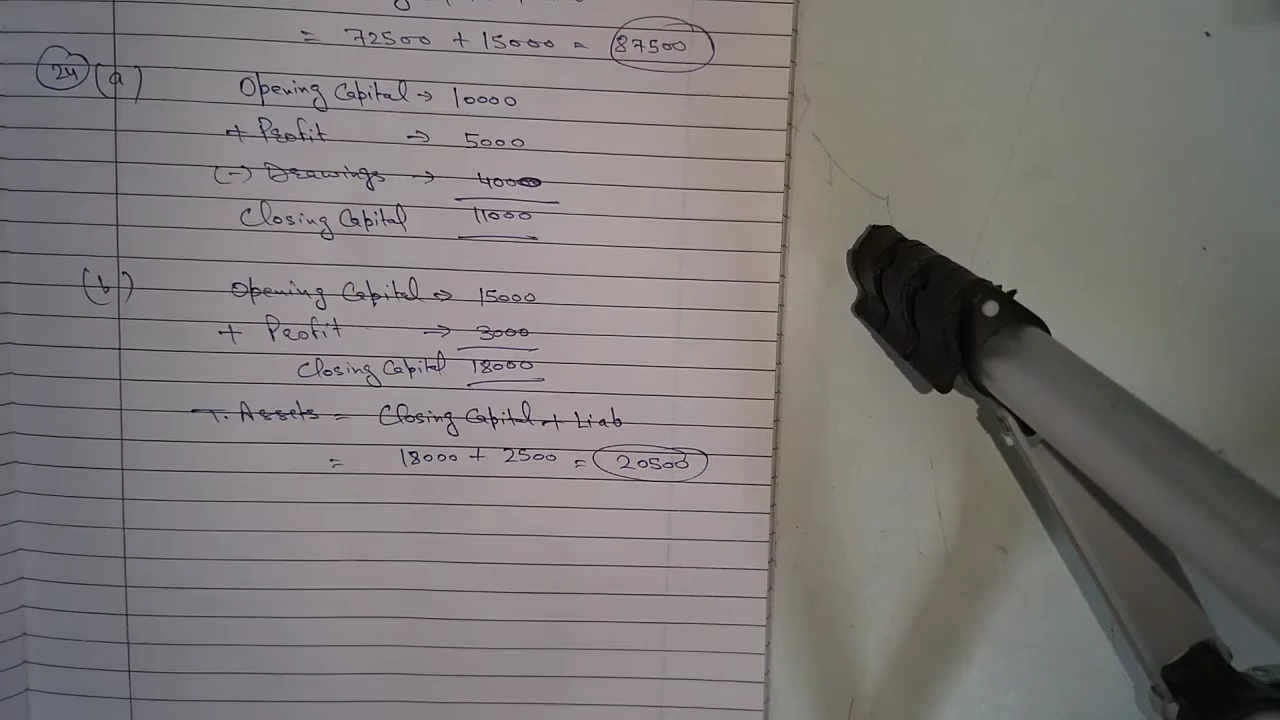 = 72500 + 15000 = 87500
24 (a) Opening Capital → 10000
+ Profit → 5000
(-) Drawings → 4000
Closing Capital 11000
(b) Opening Capital → 15000
+ Profit → 3000
Closing Capital 18000
T. Assets = Closing Capital + Liab
= 18000 + 2500 = 20500